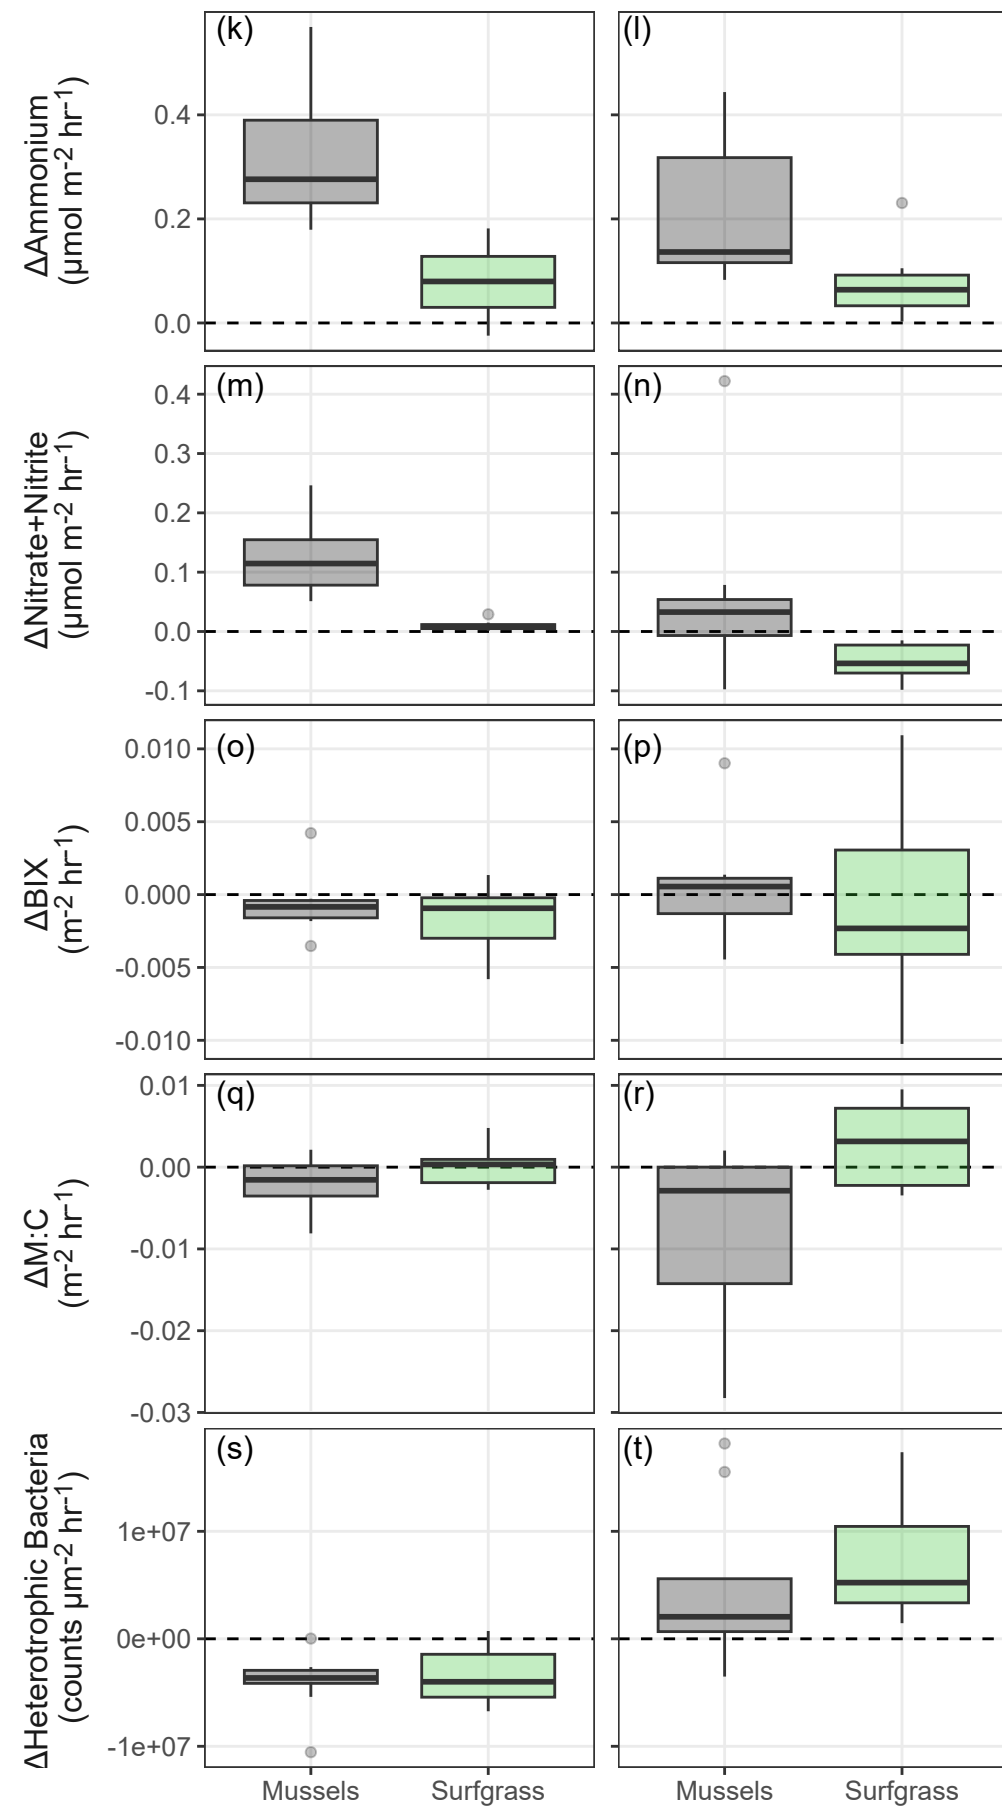 (k)
(l)
ΔAmmonium
(μmol m⁻² hr⁻¹)
0.4
0.2
0.0
(m)
(n)
ΔNitrate+Nitrite
(μmol m⁻² hr⁻¹)
0.4
0.3
0.2
0.1
0.0
-0.1
(o)
(p)
ΔBIX
(m⁻² hr⁻¹)
0.010
0.005
0.000
-0.005
-0.010
(q)
(r)
ΔM:C
(m⁻² hr⁻¹)
0.01
0.00
-0.01
-0.02
-0.03
(s)
(t)
ΔHeterotrophic Bacteria
(counts μm⁻² hr⁻¹)
1e+07
0e+00
-1e+07
Mussels
Surfgrass
Mussels
Surfgrass